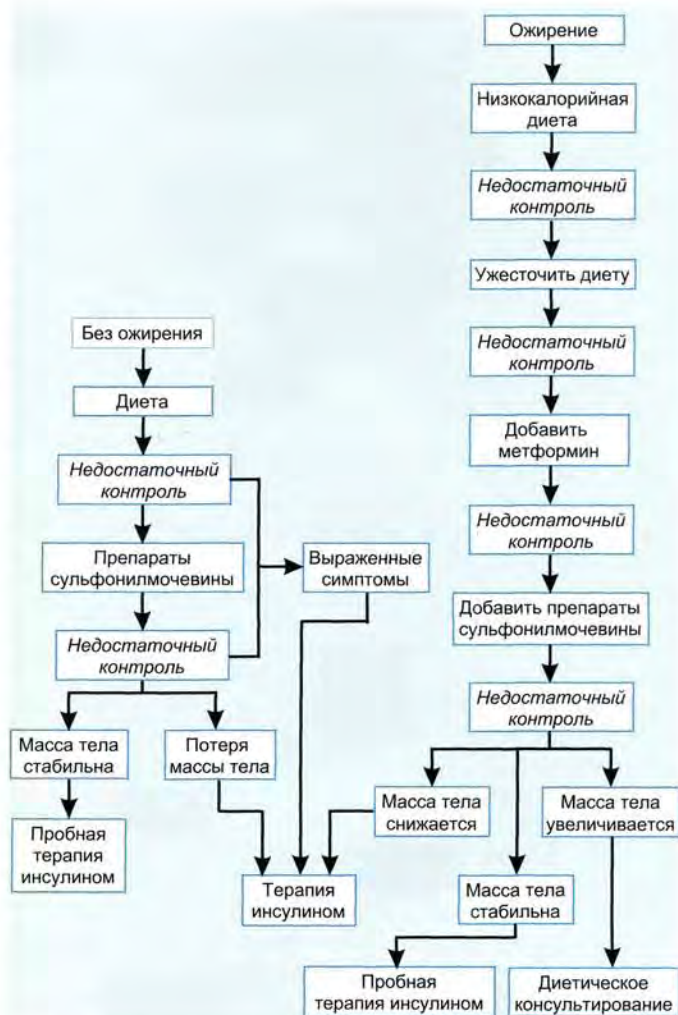 Ожирение
Низкокалорийная
диета
Недостаточный
контроль
Ужесточить диету
Недостаточный
контроль
Добавить
метформин
Недостаточный
контроль
Добавить препараты
сульфонилмочевины
Недостаточный
контроль
Масса тела
снижается
Масса тела
увеличивается
Масса тела
стабильна
Пробная
терапия инсулином
Диетическое
консультирование
Без ожирения
Диета
Недостаточный
контроль
Препараты
сульфонилмочевины
Выраженные
симптомы
Недостаточный
контроль
Масса тела
стабильна
Потеря
массы тела
Пробная
терапия
инсулином
Терапия
инсулином